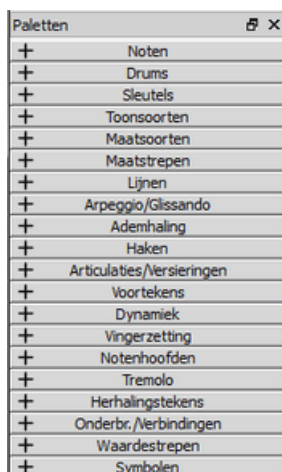 Paletten
Noten
Drums
Sleutels
Toonsoorten
Maatsoorten
Maatstrepen
Lijnen
Arpeggio/Glissando
Ademhaling
Haken
Articulaties/Versieringen
Voortekens
Dynamiek
Vingerzetting
Notenhoofden
Tremolo
Herhalingstekens
Onderbr./Verbindingen
Waardestrepen
Symbolen